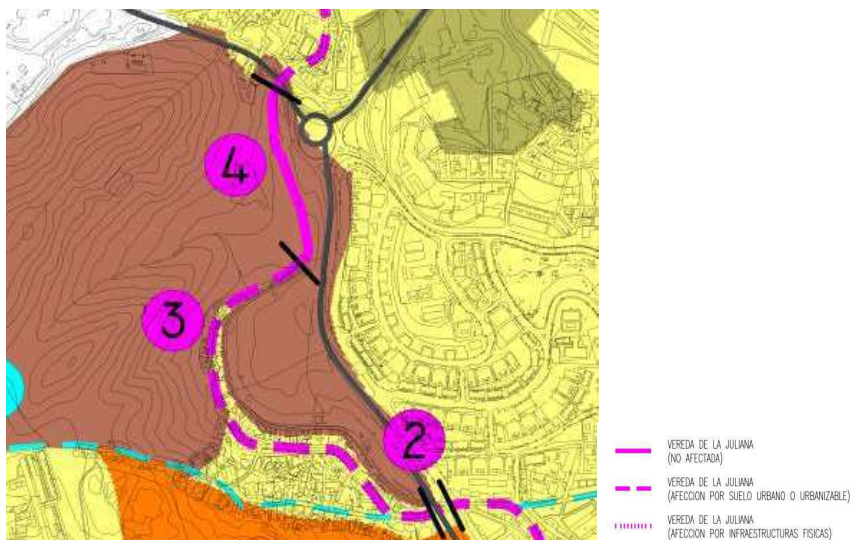 4
3
2
VEREDA DE LA JULIANA
(NO AFECTADA)
VEREDA DE LA JULIANA
(AFECCION POR SUELO URBANO O URBANIZABLE)
VEREDA DE LA JULIANA
(AFECCION POR INFRAESTRUCTURAS FISICAS)